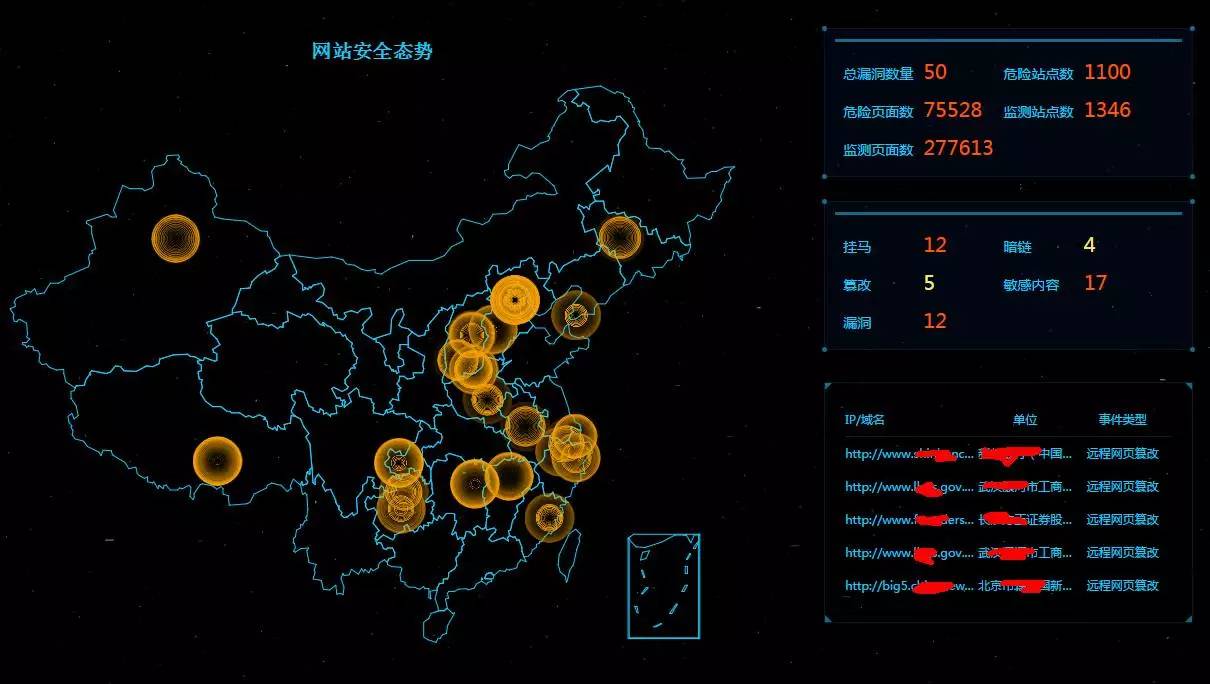 网站安全态势
总漏洞数量 50 危险站点数 1100
危险页面数 75528 监测站点数 1346
监测页面数 277613
挂马 12 暗链 4
篡改 5 敏感内容 17
漏洞 12
IP/域名 单位 事件类型
http://www. 中国... 远程网页篡改
http://www. .gov.... 市工商... 远程网页篡改
http://www. ders... 证券股... 远程网页篡改
http://www. .gov.... 市工商... 远程网页篡改
http://big5. ew... 北京市 国新... 远程网页篡改